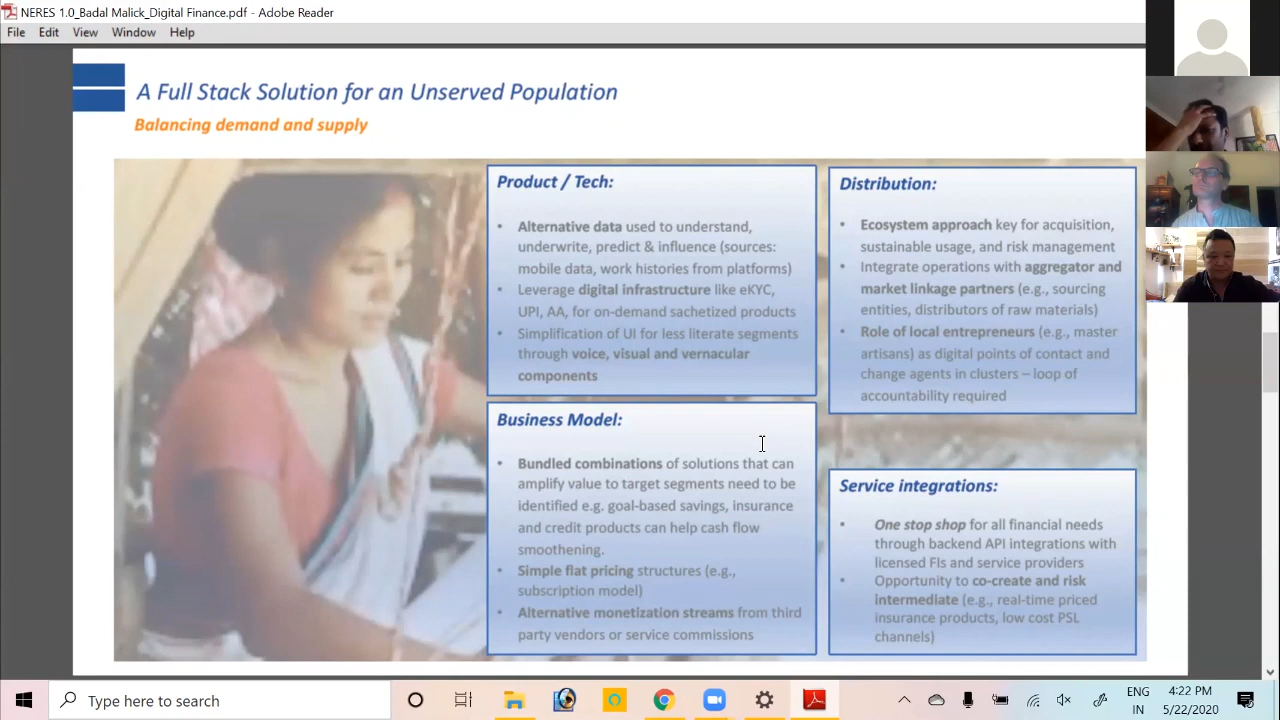 NERES 1.0_Badal Malick_Digital Finance.pdf - Adobe Reader
File Edit View Window Help
A Full Stack Solution for an Unserved Population
Balancing demand and supply
Product / Tech:
• Alternative data used to understand,
underwrite, predict & influence (sources:
mobile data, work histories from platforms)
• Leverage digital infrastructure like eKYC,
UPI, AA, for on-demand sachetized products
• Simplification of UI for less literate segments
through voice, visual and vernacular
components
Business Model:
• Bundled combinations of solutions that can
amplify value to target segments need to be
identified e.g. goal-based savings, insurance
and credit products can help cash flow
smoothening.
• Simple flat pricing structures (e.g.,
subscription model)
• Alternative monetization streams from third
party vendors or service commissions
Distribution:
• Ecosystem approach key for acquisition,
sustainable usage, and risk management
• Integrate operations with aggregator and
market linkage partners (e.g., sourcing
entities, distributors of raw materials)
• Role of local entrepreneurs (e.g., master
artisans) as digital points of contact and
change agents in clusters – loop of
accountability required
Service integrations:
• One stop shop for all financial needs
through backend API integrations with
licensed FIs and service providers
• Opportunity to co-create and risk
intermediate (e.g., real-time priced
insurance products, low cost PSL
channels)
Type here to search
ENG
IN
4:22 PM
5/22/2020